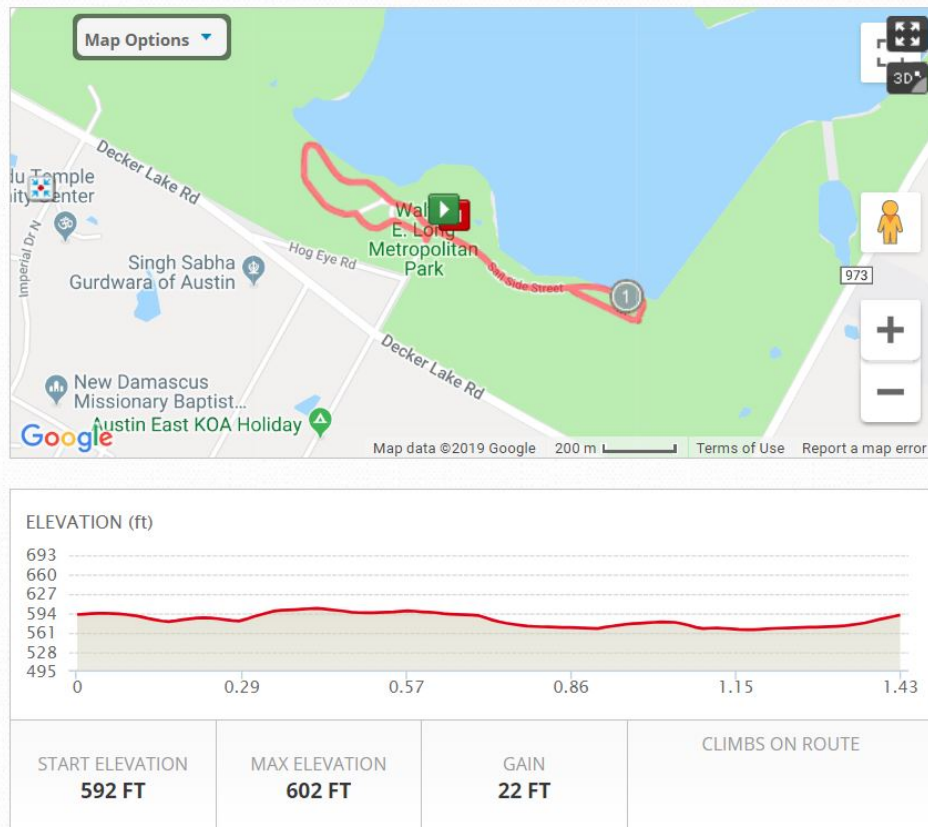 Map Options
3D
Decker Lake Rd
du Temple
ity Center
Imperial Dr N
Singh Sabha
Gurdwara of Austin
Hog Eye Rd
Wal
E. Long
Metropolitan
Park
Sail Side Street
1
973
Decker Lake Rd
New Damascus
Missionary Baptist...
Austin East KOA Holiday
Google
Map data ©2019 Google 200 m Terms of Use Report a map error
ELEVATION (ft)
693
660
627
594
561
528
495
0 0.29 0.57 0.86 1.15 1.43
START ELEVATION MAX ELEVATION GAIN CLIMBS ON ROUTE
592 FT 602 FT 22 FT